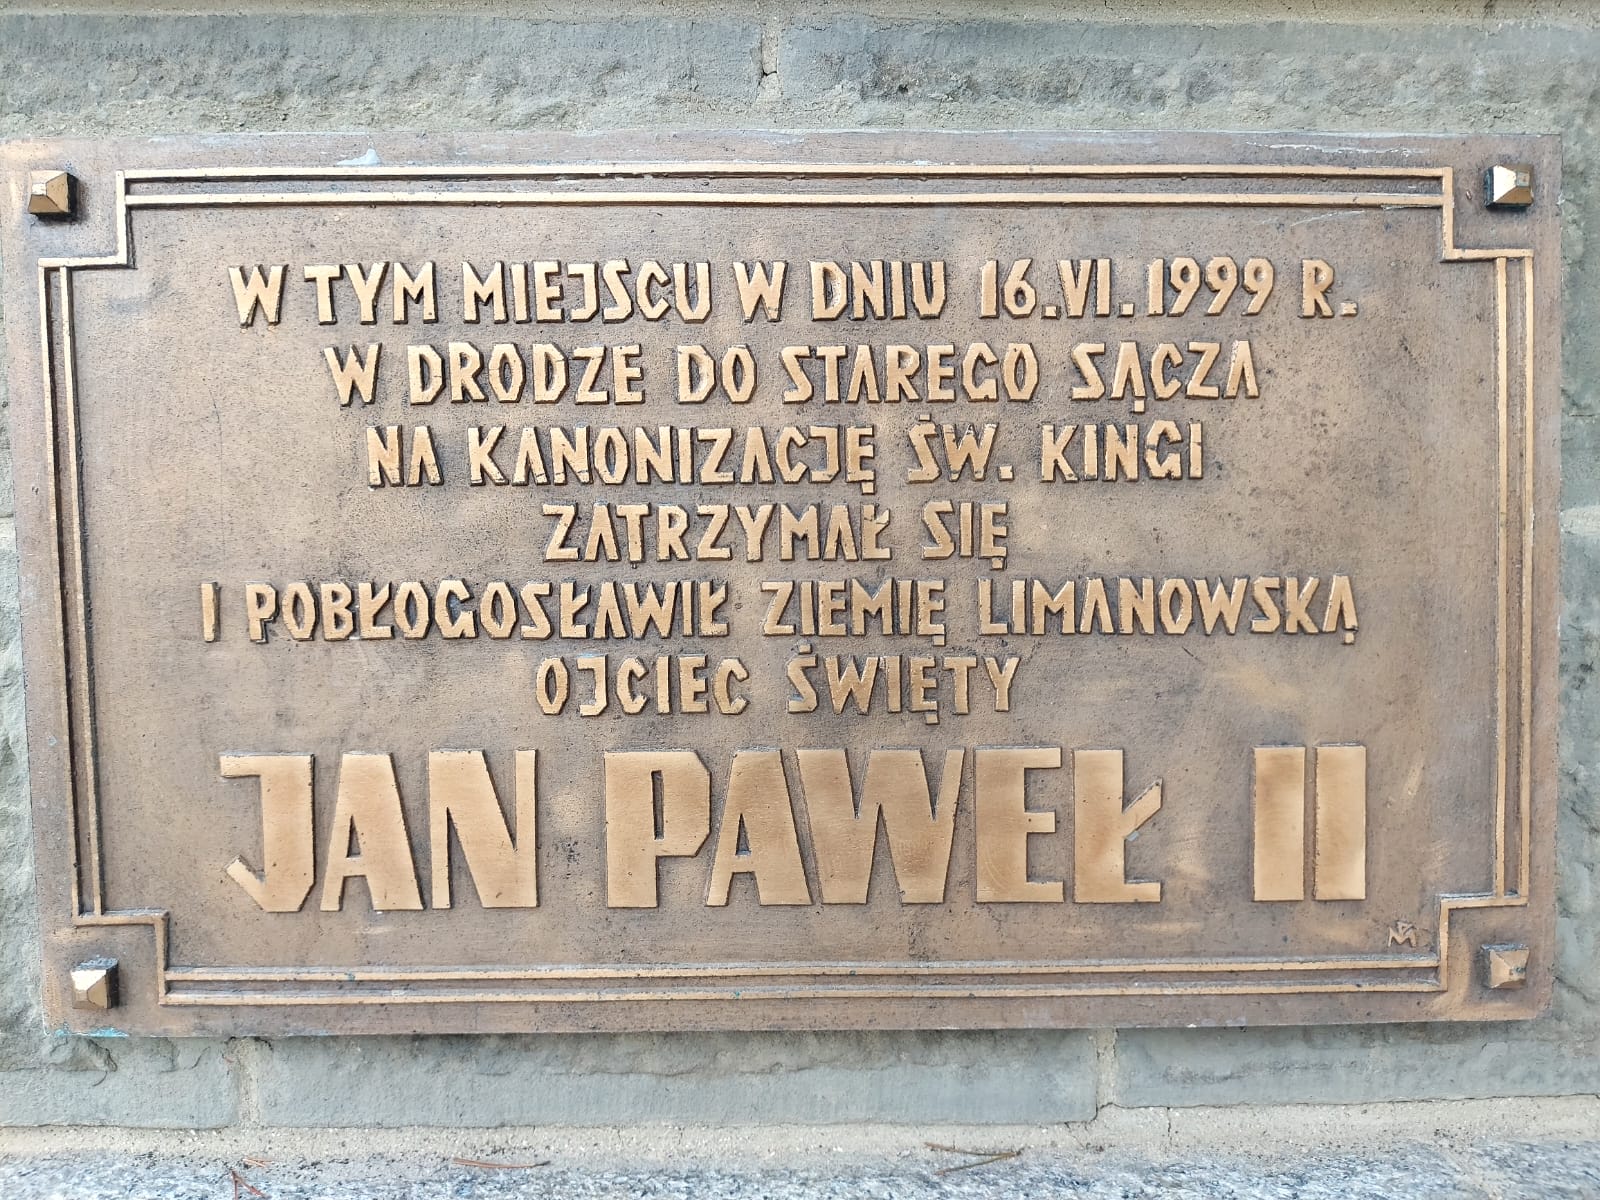 W TYM MIEJSCU W DNIU 16.VI.1999 R.
W DRODZE DO STAREGO SĄCZA
NA KANONIZACJĘ ŚW. KINGI
ZATRZYMAŁ SIĘ
I POBŁOGOSŁAWIŁ ZIEMIĘ LIMANOWSKĄ
OJCIEC ŚWIĘTY
JAN PAWEŁ II